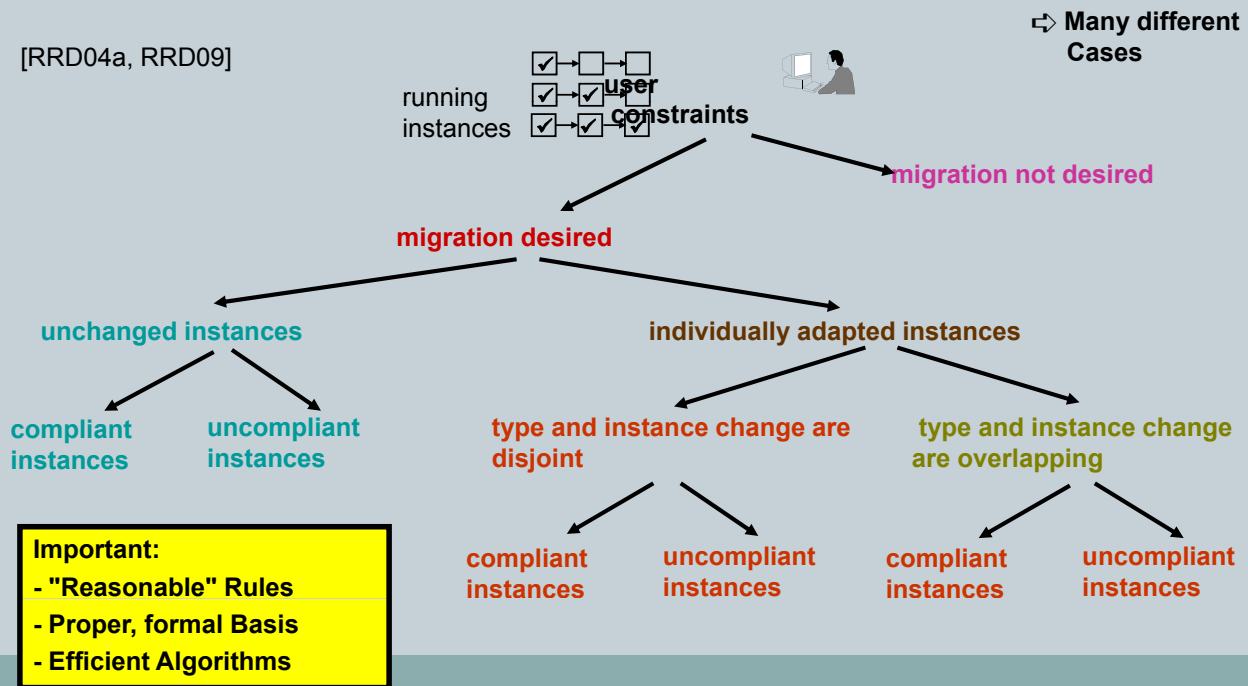 ⇨ Many different
Cases
[RRD04a, RRD09]
running
instances
user
constraints
migration not desired
migration desired
unchanged instances
individually adapted instances
compliant
instances
uncompliant
instances
type and instance change are
disjoint
type and instance change
are overlapping
compliant
instances
uncompliant
instances
compliant
instances
uncompliant
instances
Important:
- "Reasonable" Rules
- Proper, formal Basis
- Efficient Algorithms